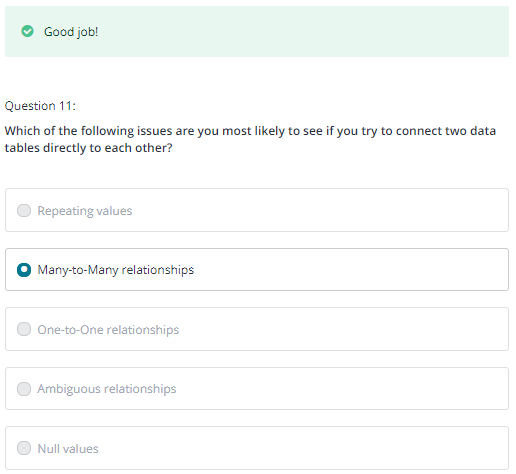 Good job!
Question 11:
Which of the following issues are you most likely to see if you try to connect two data
tables directly to each other?
Repeating values
Many-to-Many relationships
One-to-One relationships
Ambiguous relationships
Null values